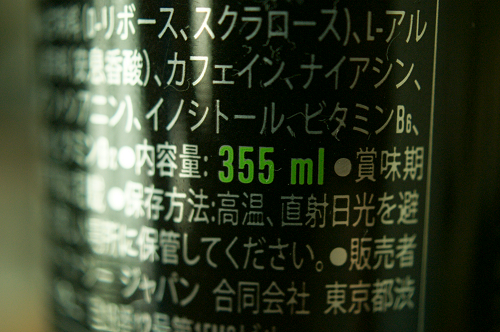 D-リボース、スクラロース)、L-アル
息香酸)、カフェイン、ナイアシン、
ニン)、イノシトール、ビタミンB6、
●内容量: 355 ml ●賞味期
●保存方法:高温、直射日光を避
所に保管してください。●販売者
ジャパン 合同会社 東京都渋